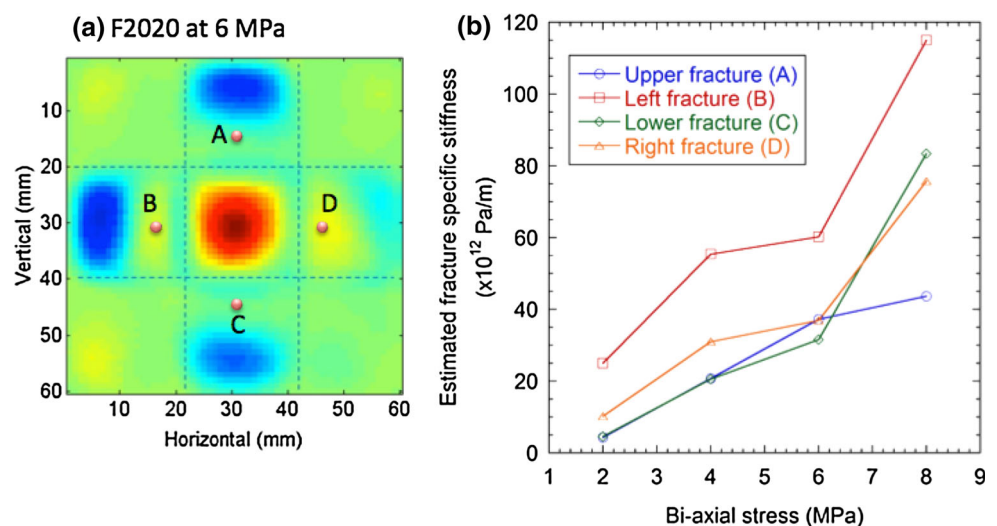 (a) F2020 at 6 MPa
10
20
30
40
50
60
Vertical (mm)
A
B
D
C
10 20 30 40 50 60
Horizontal (mm)
(b)
120
100
80
60
40
20
0
Estimated fracture specific stiffness
(x10¹² Pa/m)
Upper fracture (A)
Left fracture (B)
Lower fracture (C)
Right fracture (D)
1 2 3 4 5 6 7 8 9
Bi-axial stress (MPa)